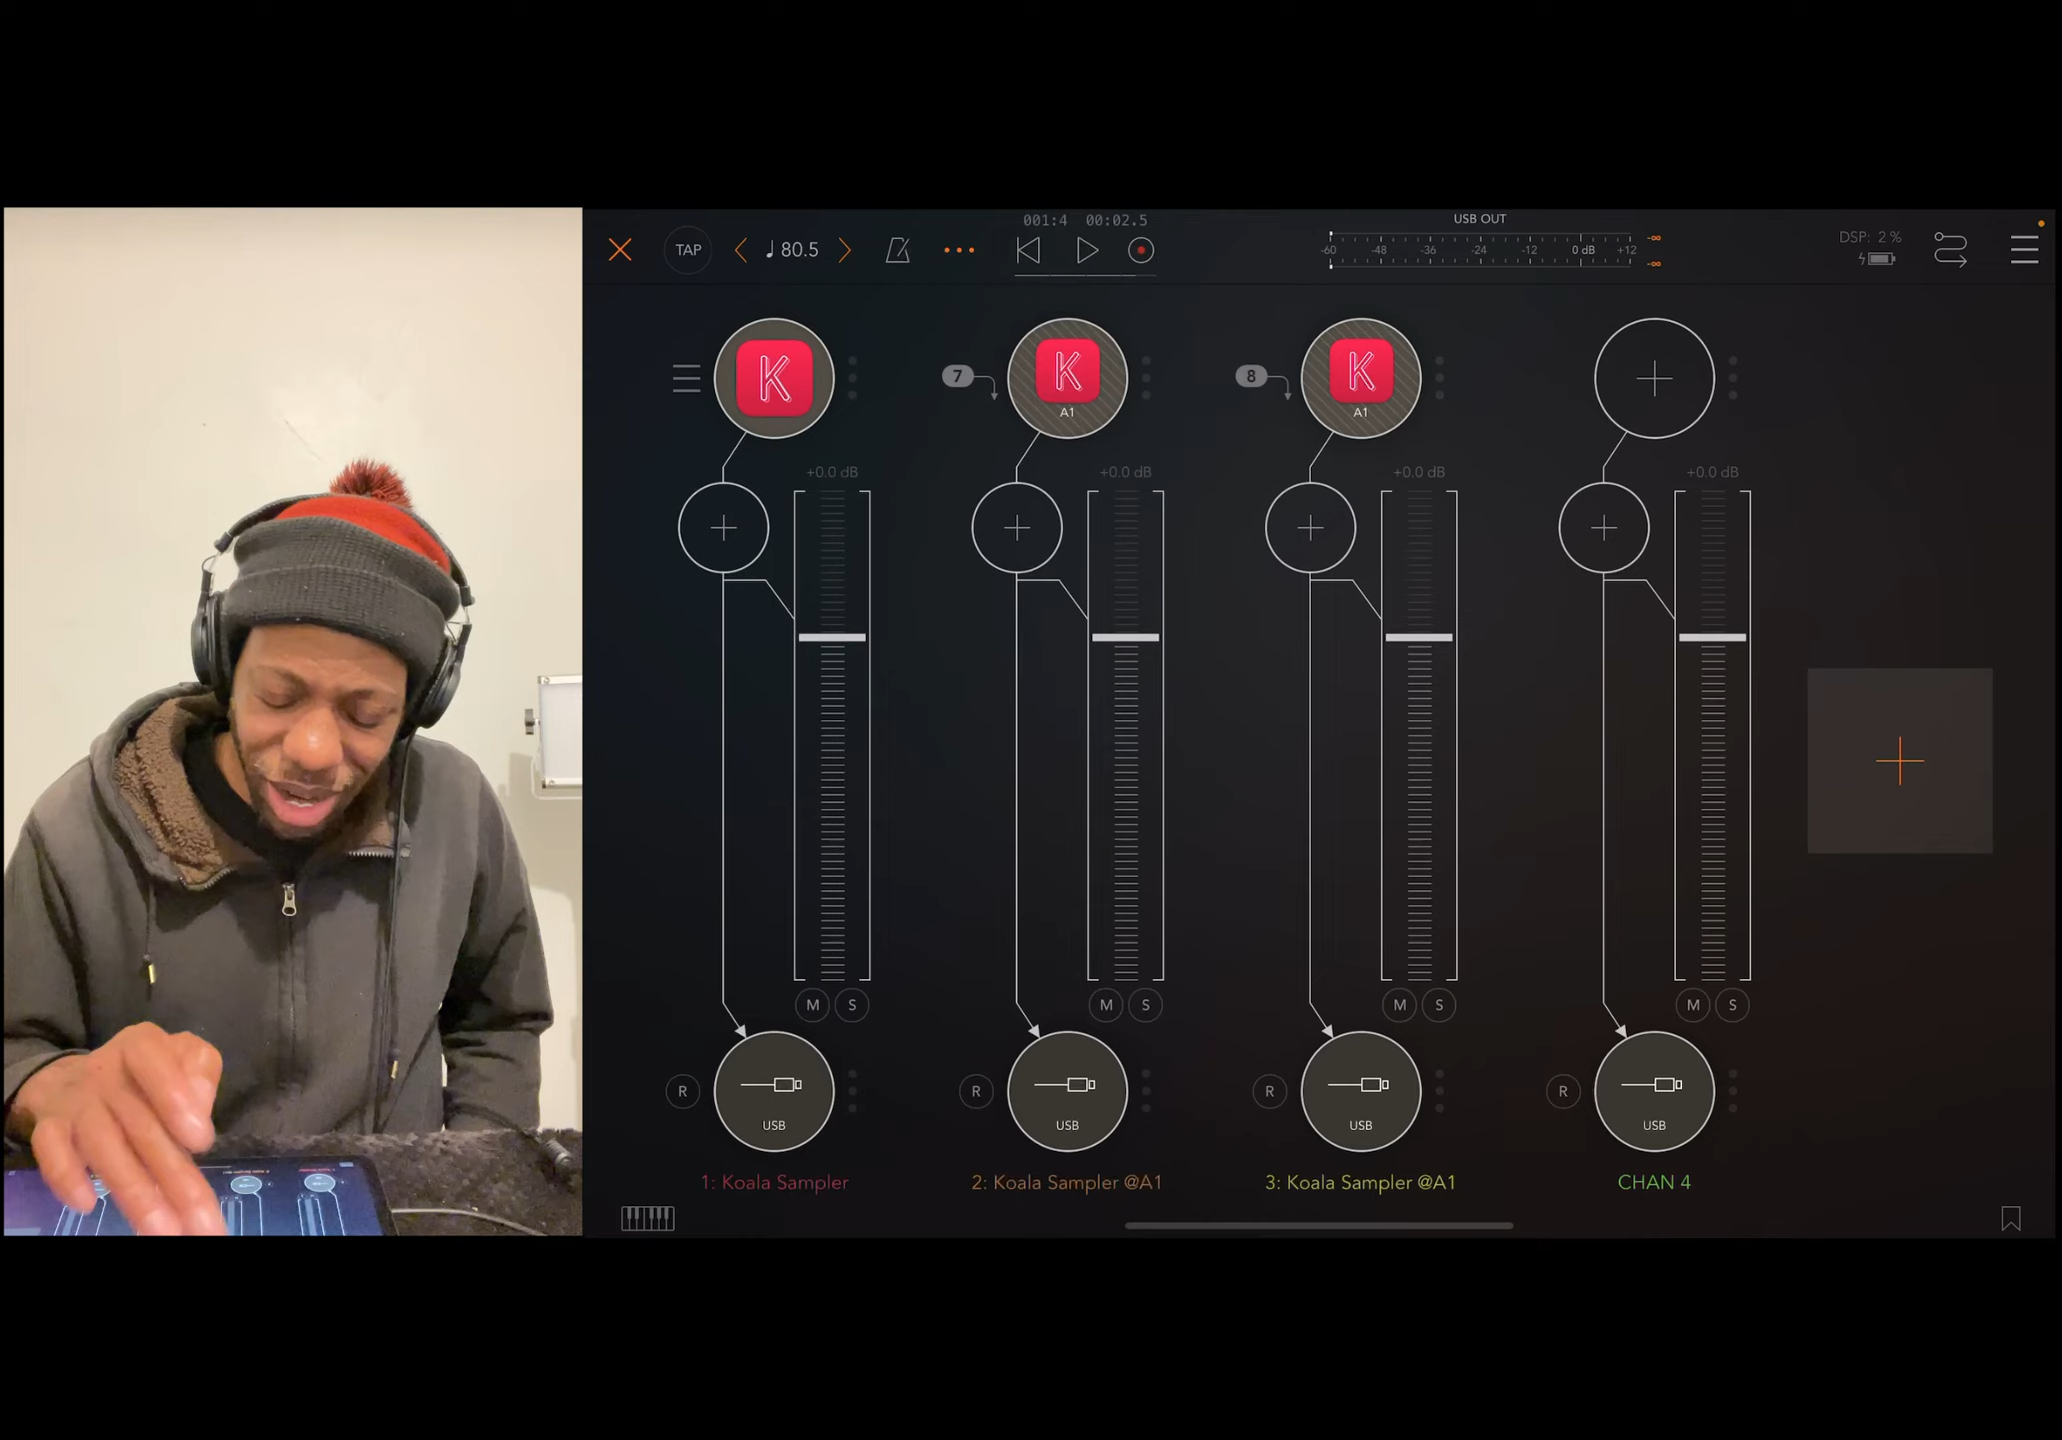 001:4 00:02.5
USB OUT
TAP
80.5
-60 -48 -36 -24 -12 0 dB +12
-∞
-∞
DSP: 2 %
K
7
K
A1
8
K
A1
+0.0 dB
+0.0 dB
+0.0 dB
+0.0 dB
M S
M S
M S
M S
R
USB
R
USB
R
USB
R
USB
1: Koala Sampler
2: Koala Sampler @A1
3: Koala Sampler @A1
CHAN 4